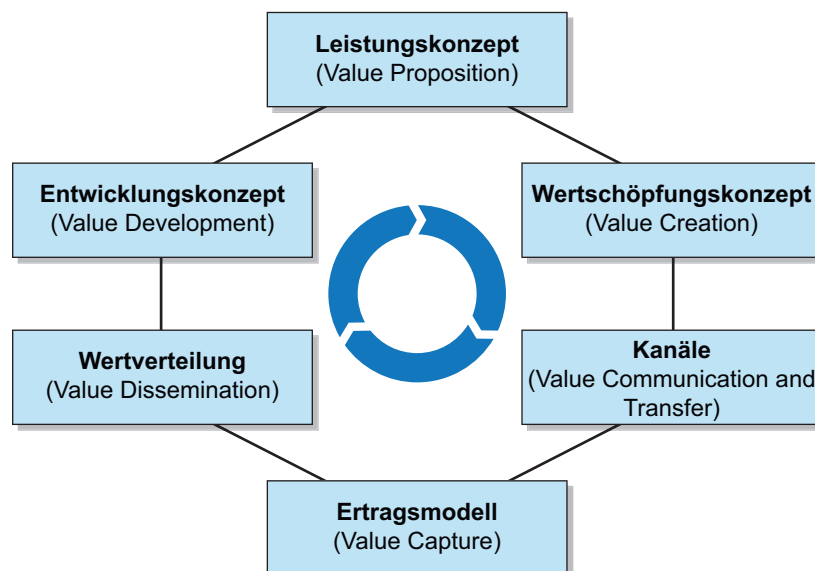 Leistungskonzept
(Value Proposition)
Entwicklungskonzept
(Value Development)
Wertschöpfungskonzept
(Value Creation)
Wertverteilung
(Value Dissemination)
Kanäle
(Value Communication and
Transfer)
Ertragsmodell
(Value Capture)